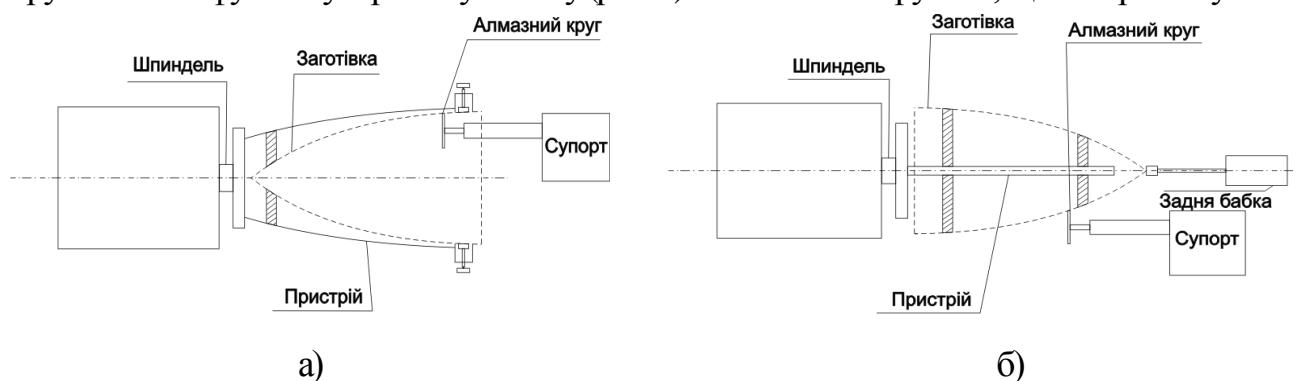 Заготівка
Алмазний круг
Шпиндель
Супорт
Пристрій
а)
Заготівка
Алмазний круг
Шпиндель
Задня бабка
Супорт
Пристрій
б)